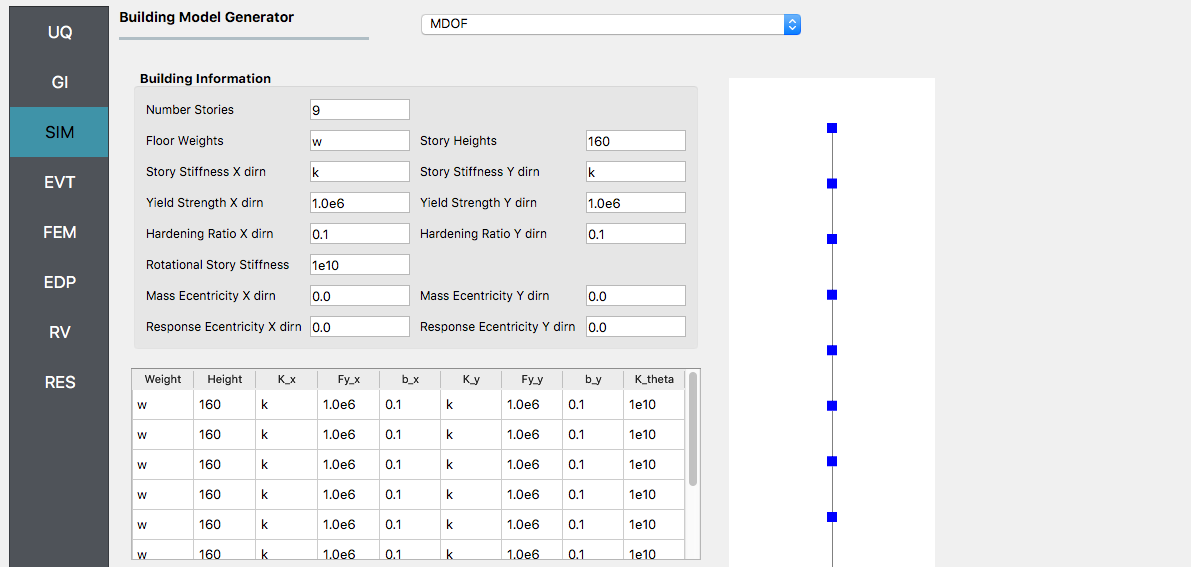 Building Model Generator
MDOF
UQ
GI
SIM
EVT
FEM
EDP
RV
RES
Building Information
Number Stories 9
Floor Weights w Story Heights 160
Story Stiffness X dirn k Story Stiffness Y dirn k
Yield Strength X dirn 1.0e6 Yield Strength Y dirn 1.0e6
Hardening Ratio X dirn 0.1 Hardening Ratio Y dirn 0.1
Rotational Story Stiffness 1e10
Mass Ecentricity X dirn 0.0 Mass Ecentricity Y dirn 0.0
Response Ecentricity X dirn 0.0 Response Ecentricity Y dirn 0.0
Weight Height K_x Fy_x b_x K_y Fy_y b_y K_theta
w 160 k 1.0e6 0.1 k 1.0e6 0.1 1e10
w 160 k 1.0e6 0.1 k 1.0e6 0.1 1e10
w 160 k 1.0e6 0.1 k 1.0e6 0.1 1e10
w 160 k 1.0e6 0.1 k 1.0e6 0.1 1e10
w 160 k 1.0e6 0.1 k 1.0e6 0.1 1e10
w 160 k 1.0e6 0.1 k 1.0e6 0.1 1e10